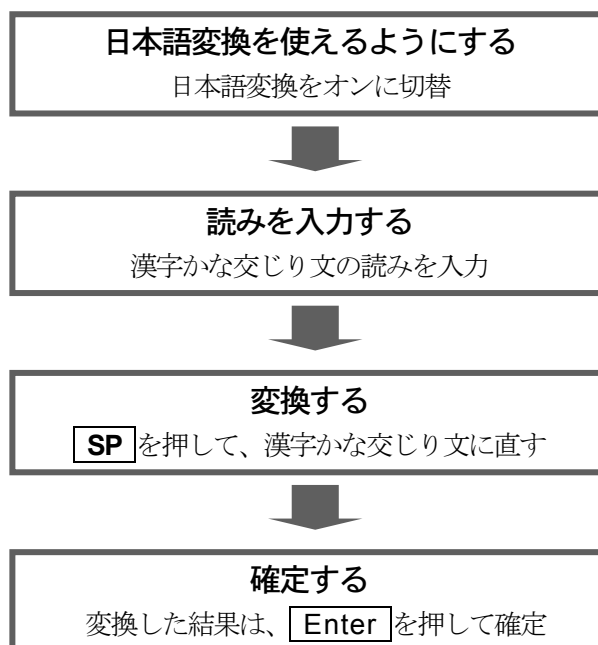 日本語変換を使えるようにする
日本語変換をオンに切替
読みを入力する
漢字かな交じり文の読みを入力
変換する
SP を押して、漢字かな交じり文に直す
確定する
変換した結果は、 Enter を押して確定